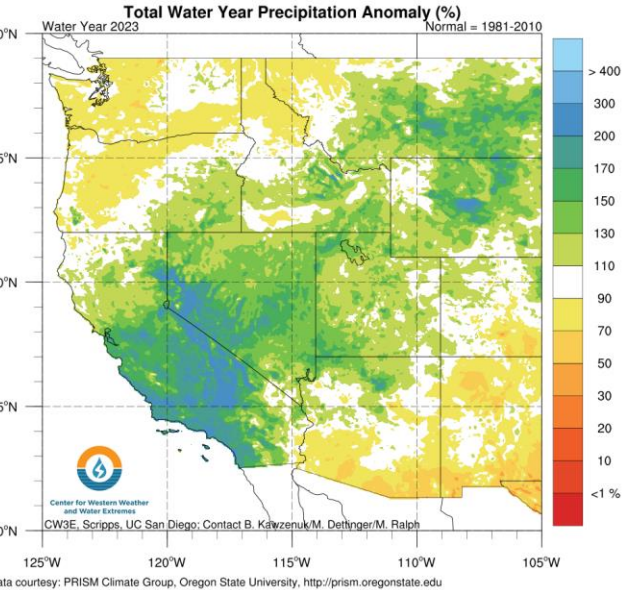 Total Water Year Precipitation Anomaly (%)
Water Year 2023
Normal = 1981-2010
0°N
5°N
0°N
5°N
0°N
125°W
120°W
115°W
110°W
105°W
> 400
300
200
170
150
130
110
90
70
50
30
20
10
<1 %
Center for Western Weather
and Water Extremes
CW3E, Scripps, UC San Diego; Contact B. Kawzenuk/M. Dettinger/M. Ralph
ata courtesy: PRISM Climate Group, Oregon State University, http://prism.oregonstate.edu